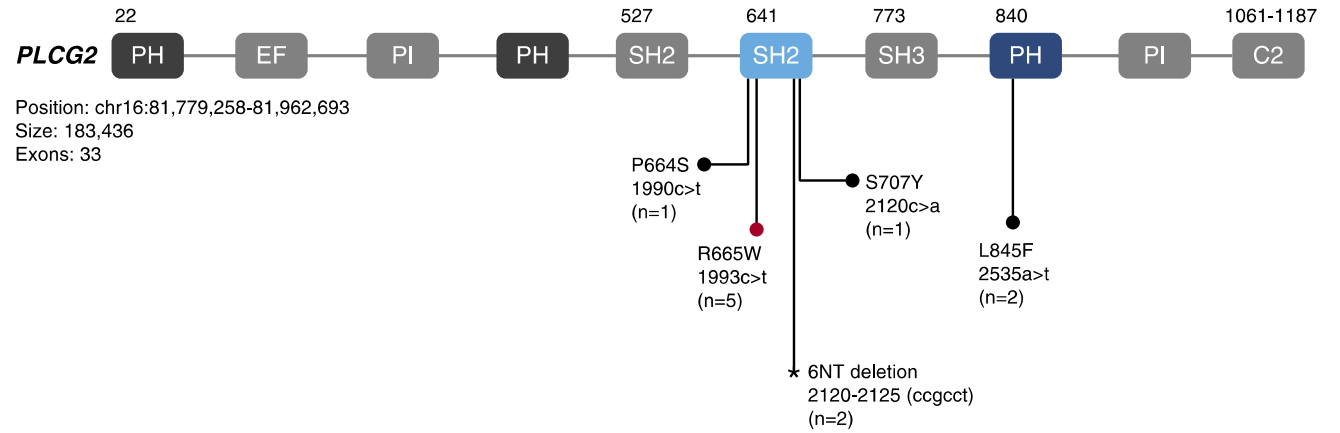 22 527 641 773 840 1061-1187
PLCG2 PH EF PI PH SH2 SH2 SH3 PH PI C2
Position: chr16:81,779,258-81,962,693
Size: 183,436
Exons: 33
P664S
1990c>t
(n=1)
S707Y
2120c>a
(n=1)
R665W
1993c>t
(n=5)
L845F
2535a>t
(n=2)
* 6NT deletion
2120-2125 (ccgcct)
(n=2)